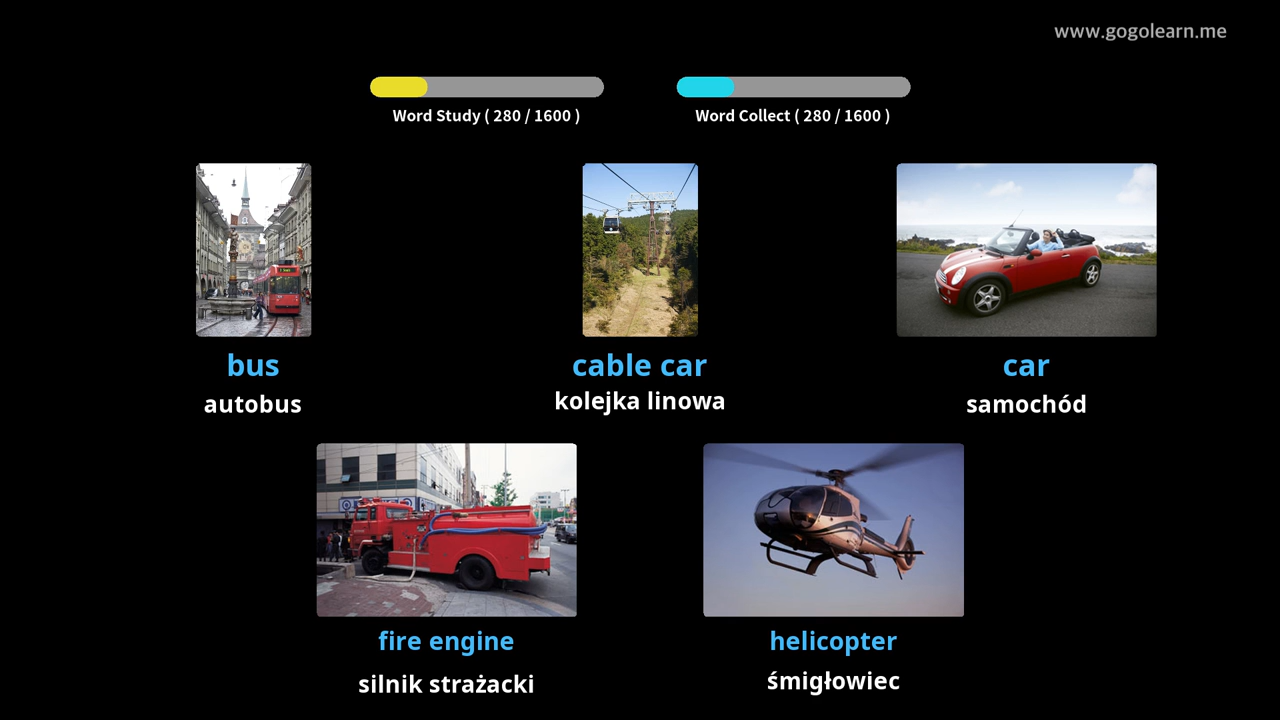 www.gogolearn.me
Word Study ( 280 / 1600 )
Word Collect ( 280 / 1600 )
bus
cable car
car
autobus
kolejka linowa
samochód
fire engine
helicopter
silnik strażacki
śmigłowiec